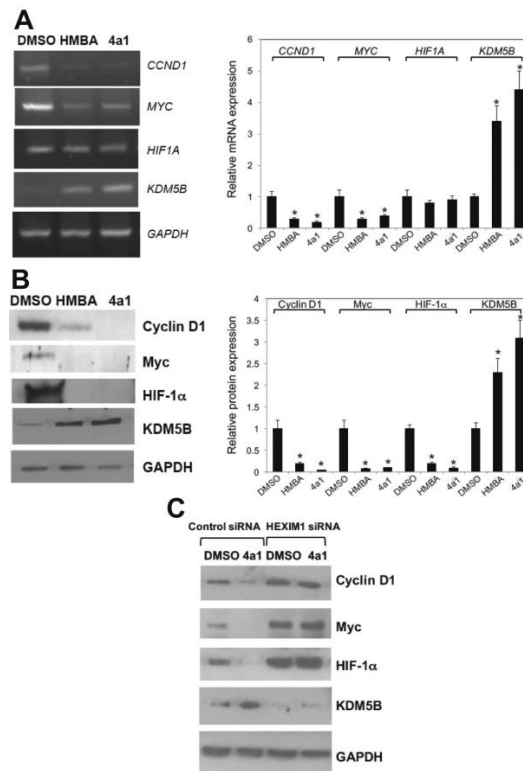 A
DMSO HMBA 4a1
CCND1
MYC
HIF1A
KDM5B
GAPDH
Relative mRNA expression
6
5
4
3
2
1
0
CCND1 MYC HIF1A KDM5B
* * * * * *
DMSO HMBA 4a1 DMSO HMBA 4a1 DMSO HMBA 4a1 DMSO HMBA 4a1
B
DMSO HMBA 4a1
Cyclin D1
Myc
HIF-1α
KDM5B
GAPDH
Relative protein expression
4
3.5
3
2.5
2
1.5
1
0.5
0
Cyclin D1 Myc HIF-1α KDM5B
* * * * * * * *
DMSO HMBA 4a1 DMSO HMBA 4a1 DMSO HMBA 4a1 DMSO HMBA 4a1
C
Control siRNA HEXIM1 siRNA
DMSO 4a1 DMSO 4a1
Cyclin D1
Myc
HIF-1α
KDM5B
GAPDH